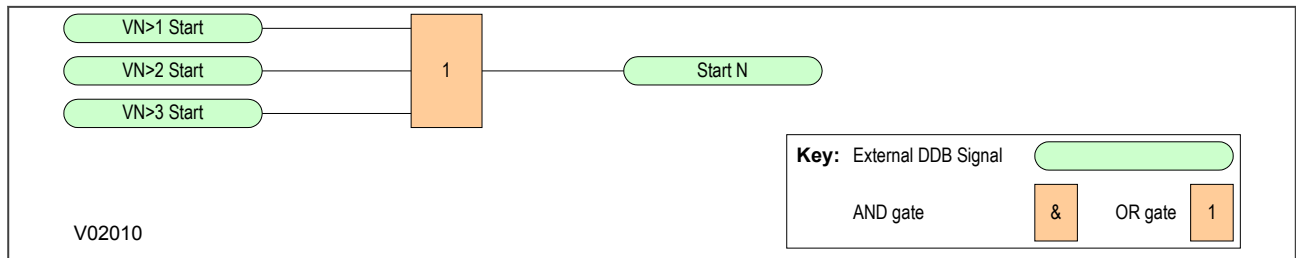 VN>1 Start
VN>2 Start
1
Start N
VN>3 Start
Key: External DDB Signal
AND gate & OR gate 1
V02010